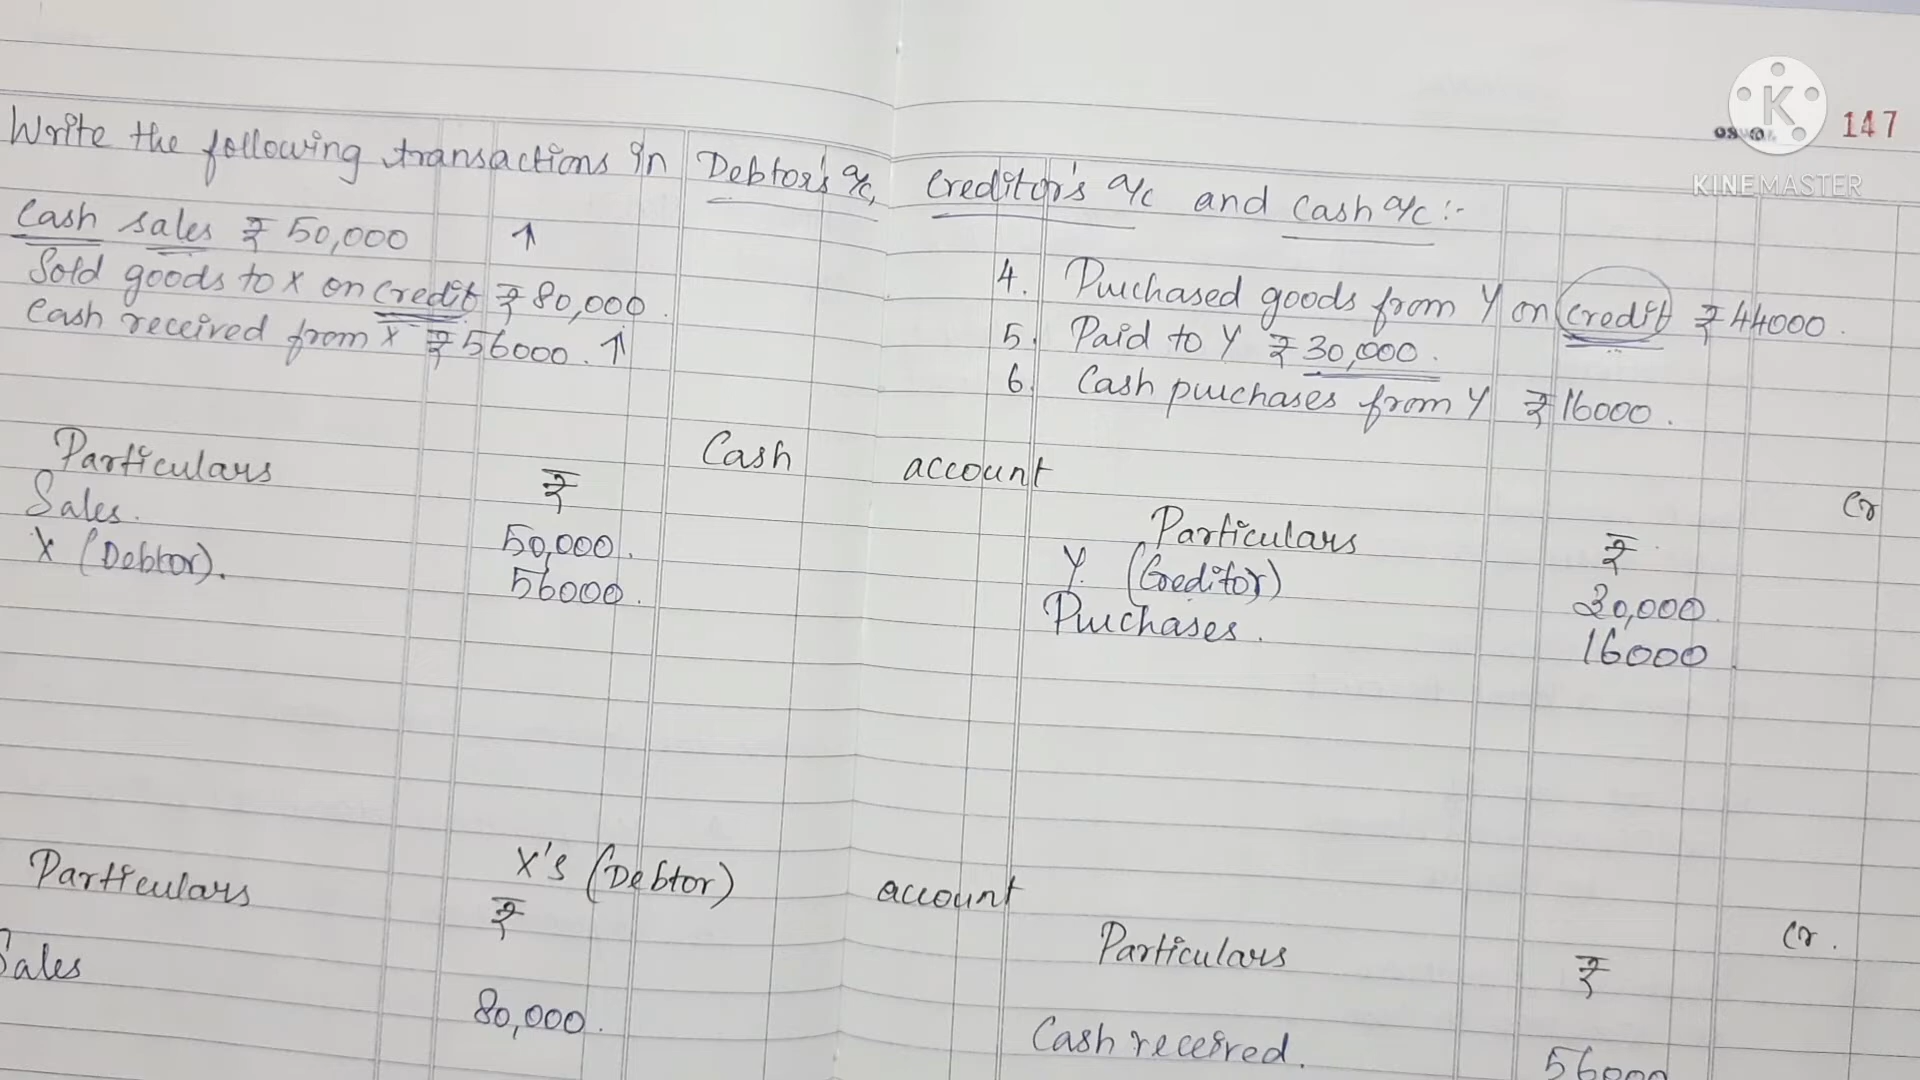 Write the following transactions in Debtor's a/c, Creditor's a/c and Cash a/c :-
Cash sales ₹ 50,000 ↑
Sold goods to X on credit ₹ 80,000.
Cash received from X ₹ 56000. ↑
4. Purchased goods from Y on credit ₹ 44000.
5. Paid to Y ₹ 30,000.
6. Cash purchases from Y ₹ 16000.
Cash account
Cr
Particulars ₹
Sales. 50,000.
X (Debtor). 56000.
Particulars ₹
Y. (Creditor) 30,000.
Purchases. 16000
X's (Debtor) account
Cr.
Particulars ₹
Sales 80,000.
Particulars ₹
Cash received. 56000
147
K
KINEMASTER